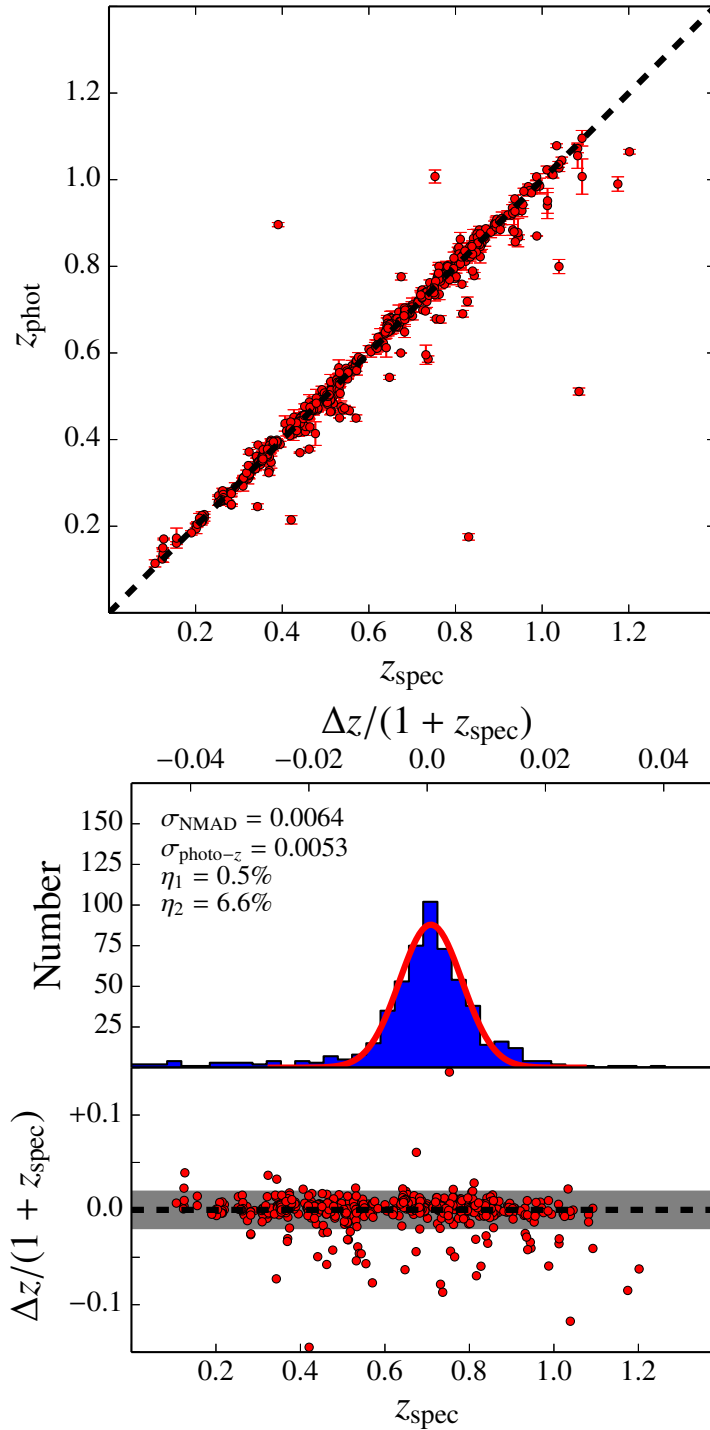 1.2
1.0
0.8
0.6
0.4
0.2
z_phot
0.2 0.4 0.6 0.8 1.0 1.2
z_spec
Δz/(1 + z_spec)
−0.04 −0.02 0.0 0.02 0.04
σ_NMAD = 0.0064
σ_photo−z = 0.0053
η_1 = 0.5%
η_2 = 6.6%
150
125
100
75
50
25
Number
+0.1
0.0
−0.1
Δz/(1 + z_spec)
0.2 0.4 0.6 0.8 1.0 1.2
z_spec